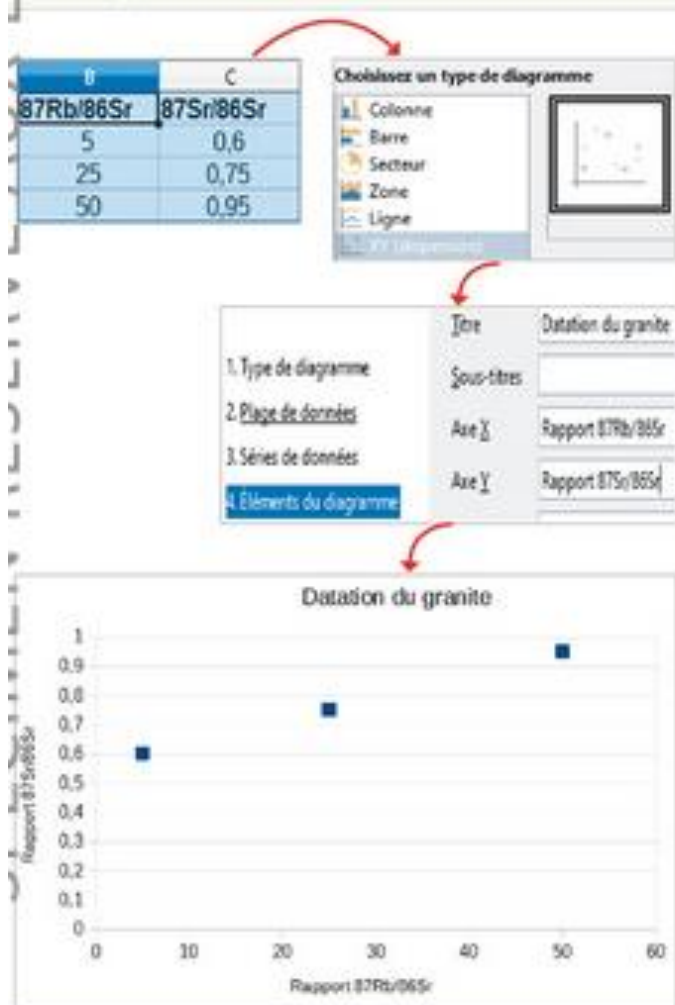 B C
87Rb/86Sr 87Sr/86Sr
5 0,6
25 0,75
50 0,95
Choisissez un type de diagramme
Colonne
Barre
Secteur
Zone
Ligne
XY (dispersion)
Titre Datation du granite
1. Type de diagramme
Sous-titres
2. Plage de données
Axe X Rapport 87Rb/86Sr
3. Séries de données
Axe Y Rapport 87Sr/86Sr
4. Éléments du diagramme
Datation du granite
1
0,9
0,8
0,7
0,6
0,5
0,4
0,3
0,2
0,1
0
Rapport 87Sr/86Sr
0 10 20 30 40 50 60
Rapport 87Rb/86Sr